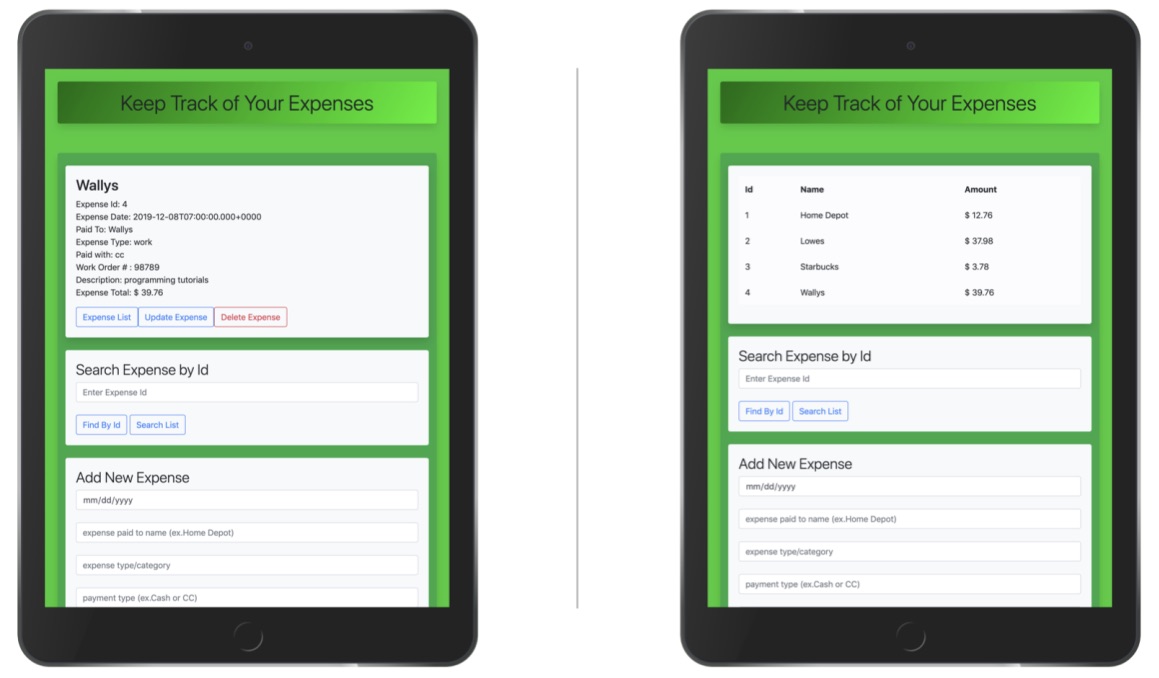 Keep Track of Your Expenses
Wallys
Expense Id: 4
Expense Date: 2019-12-08T07:00:00.000+0000
Paid To: Wallys
Expense Type: work
Paid with: cc
Work Order # : 98789
Description: programming tutorials
Expense Total: $ 39.76
Expense List Update Expense Delete Expense
Search Expense by Id
Enter Expense Id
Find By Id Search List
Add New Expense
mm/dd/yyyy
expense paid to name (ex.Home Depot)
expense type/category
payment type (ex.Cash or CC)
Keep Track of Your Expenses
Id Name Amount
1 Home Depot $ 12.76
2 Lowes $ 37.98
3 Starbucks $ 3.78
4 Wallys $ 39.76
Search Expense by Id
Enter Expense Id
Find By Id Search List
Add New Expense
mm/dd/yyyy
expense paid to name (ex.Home Depot)
expense type/category
payment type (ex.Cash or CC)